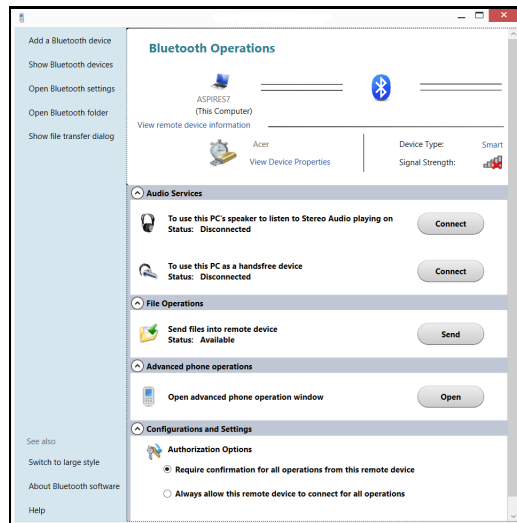 Add a Bluetooth device
Show Bluetooth devices
Open Bluetooth settings
Open Bluetooth folder
Show file transfer dialog
See also
Switch to large style
About Bluetooth software
Help
Bluetooth Operations
ASPIRES7
(This Computer)
View remote device information
Acer
View Device Properties
Device Type: Smart
Signal Strength:
Audio Services
To use this PC's speaker to listen to Stereo Audio playing on
Status: Disconnected
Connect
To use this PC as a handsfree device
Status: Disconnected
Connect
File Operations
Send files into remote device
Status: Available
Send
Advanced phone operations
Open advanced phone operation window
Open
Configurations and Settings
Authorization Options
Require confirmation for all operations from this remote device
Always allow this remote device to connect for all operations